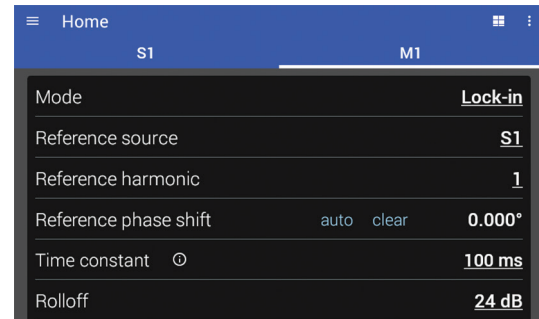 Home
S1 M1
Mode Lock-in
Reference source S1
Reference harmonic 1
Reference phase shift auto clear 0.000°
Time constant 100 ms
Rolloff 24 dB